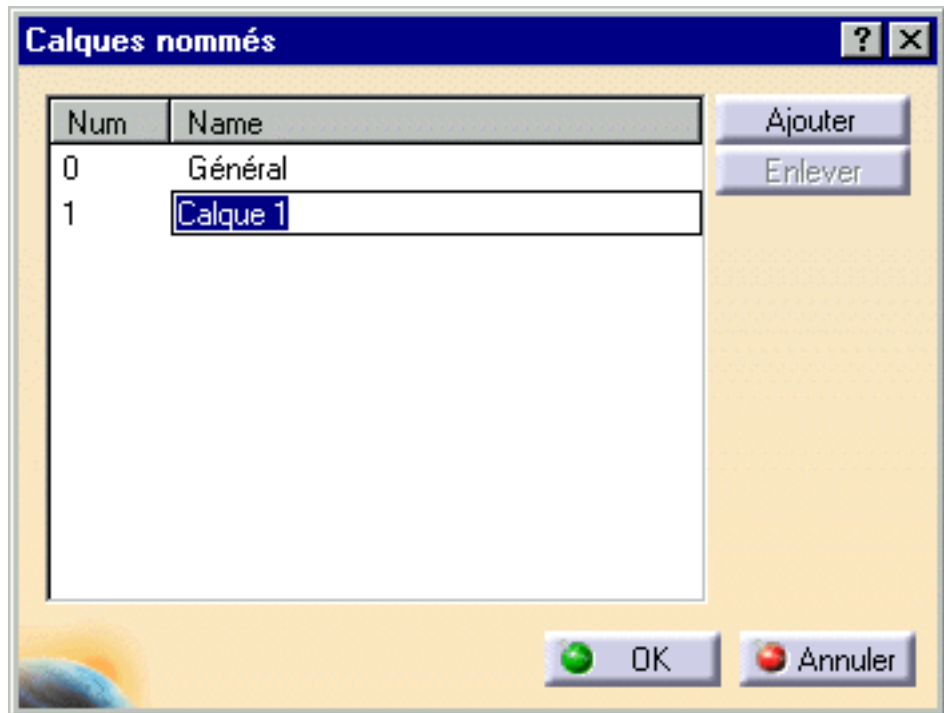 Calques nommés
Num Name Ajouter
0 Général Enlever
1 Calque 1
OK Annuler